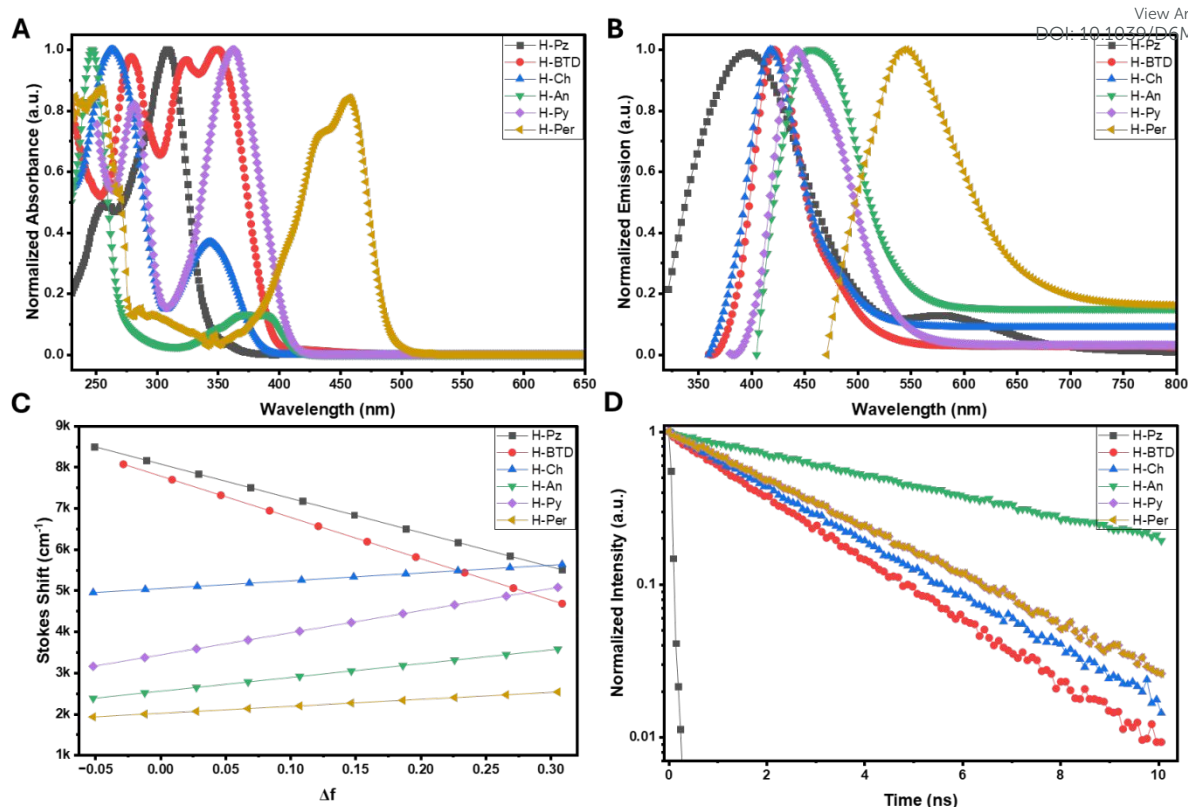 View Ar
DOI: 10.1039/D6M
A
Normalized Absorbance (a.u.)
1.0
0.8
0.6
0.4
0.2
0.0
250 300 350 400 450 500 550 600 650
Wavelength (nm)
H-Pz
H-BTD
H-Ch
H-An
H-Py
H-Per
B
Normalized Emission (a.u.)
1.0
0.8
0.6
0.4
0.2
0.0
350 400 450 500 550 600 650 700 750 800
Wavelength (nm)
H-Pz
H-BTD
H-Ch
H-An
H-Py
H-Per
C
Stokes Shift (cm-1)
9k
8k
7k
6k
5k
4k
3k
2k
1k
−0.05 0.00 0.05 0.10 0.15 0.20 0.25 0.30
Δf
H-Pz
H-BTD
H-Ch
H-An
H-Py
H-Per
D
Normalized Intensity (a.u.)
1
0.1
0.01
0 2 4 6 8 10
Time (ns)
H-Pz
H-BTD
H-Ch
H-An
H-Py
H-Per